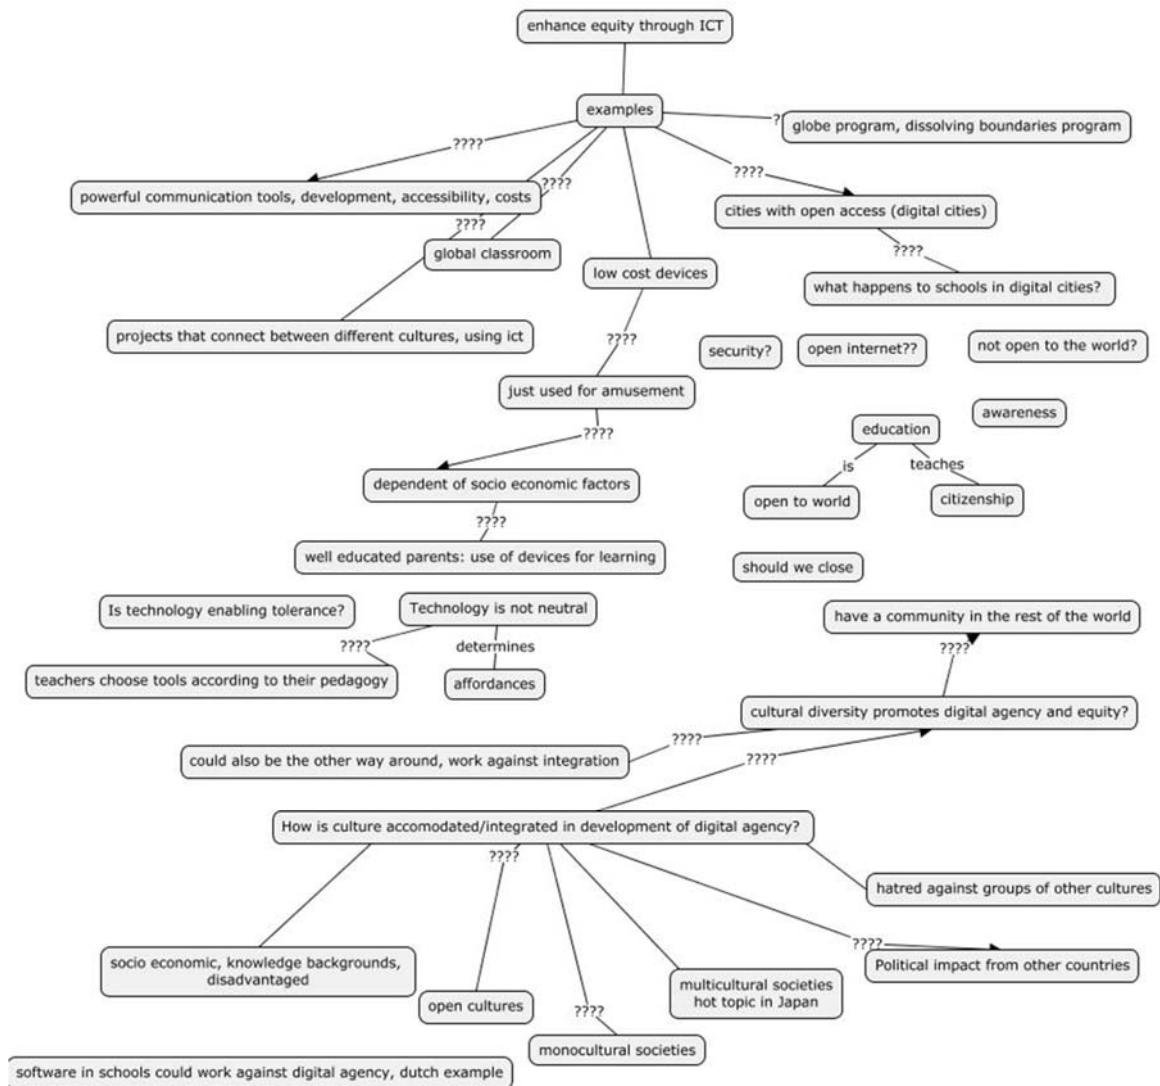 enhance equity through ICT
examples
?
globe program, dissolving boundaries program
????
????
powerful communication tools, development, accessibility, costs
????
cities with open access (digital cities)
????
global classroom
????
low cost devices
what happens to schools in digital cities?
projects that connect between different cultures, using ict
????
security?
open internet??
not open to the world?
just used for amusement
awareness
education
????
is
teaches
dependent of socio economic factors
open to world
citizenship
????
well educated parents: use of devices for learning
should we close
Is technology enabling tolerance?
Technology is not neutral
have a community in the rest of the world
????
determines
????
teachers choose tools according to their pedagogy
affordances
cultural diversity promotes digital agency and equity?
????
could also be the other way around, work against integration
????
How is culture accomodated/integrated in development of digital agency?
????
hatred against groups of other cultures
????
socio economic, knowledge backgrounds,
disadvantaged
Political impact from other countries
open cultures
multicultural societies
hot topic in Japan
????
monocultural societies
software in schools could work against digital agency, dutch example